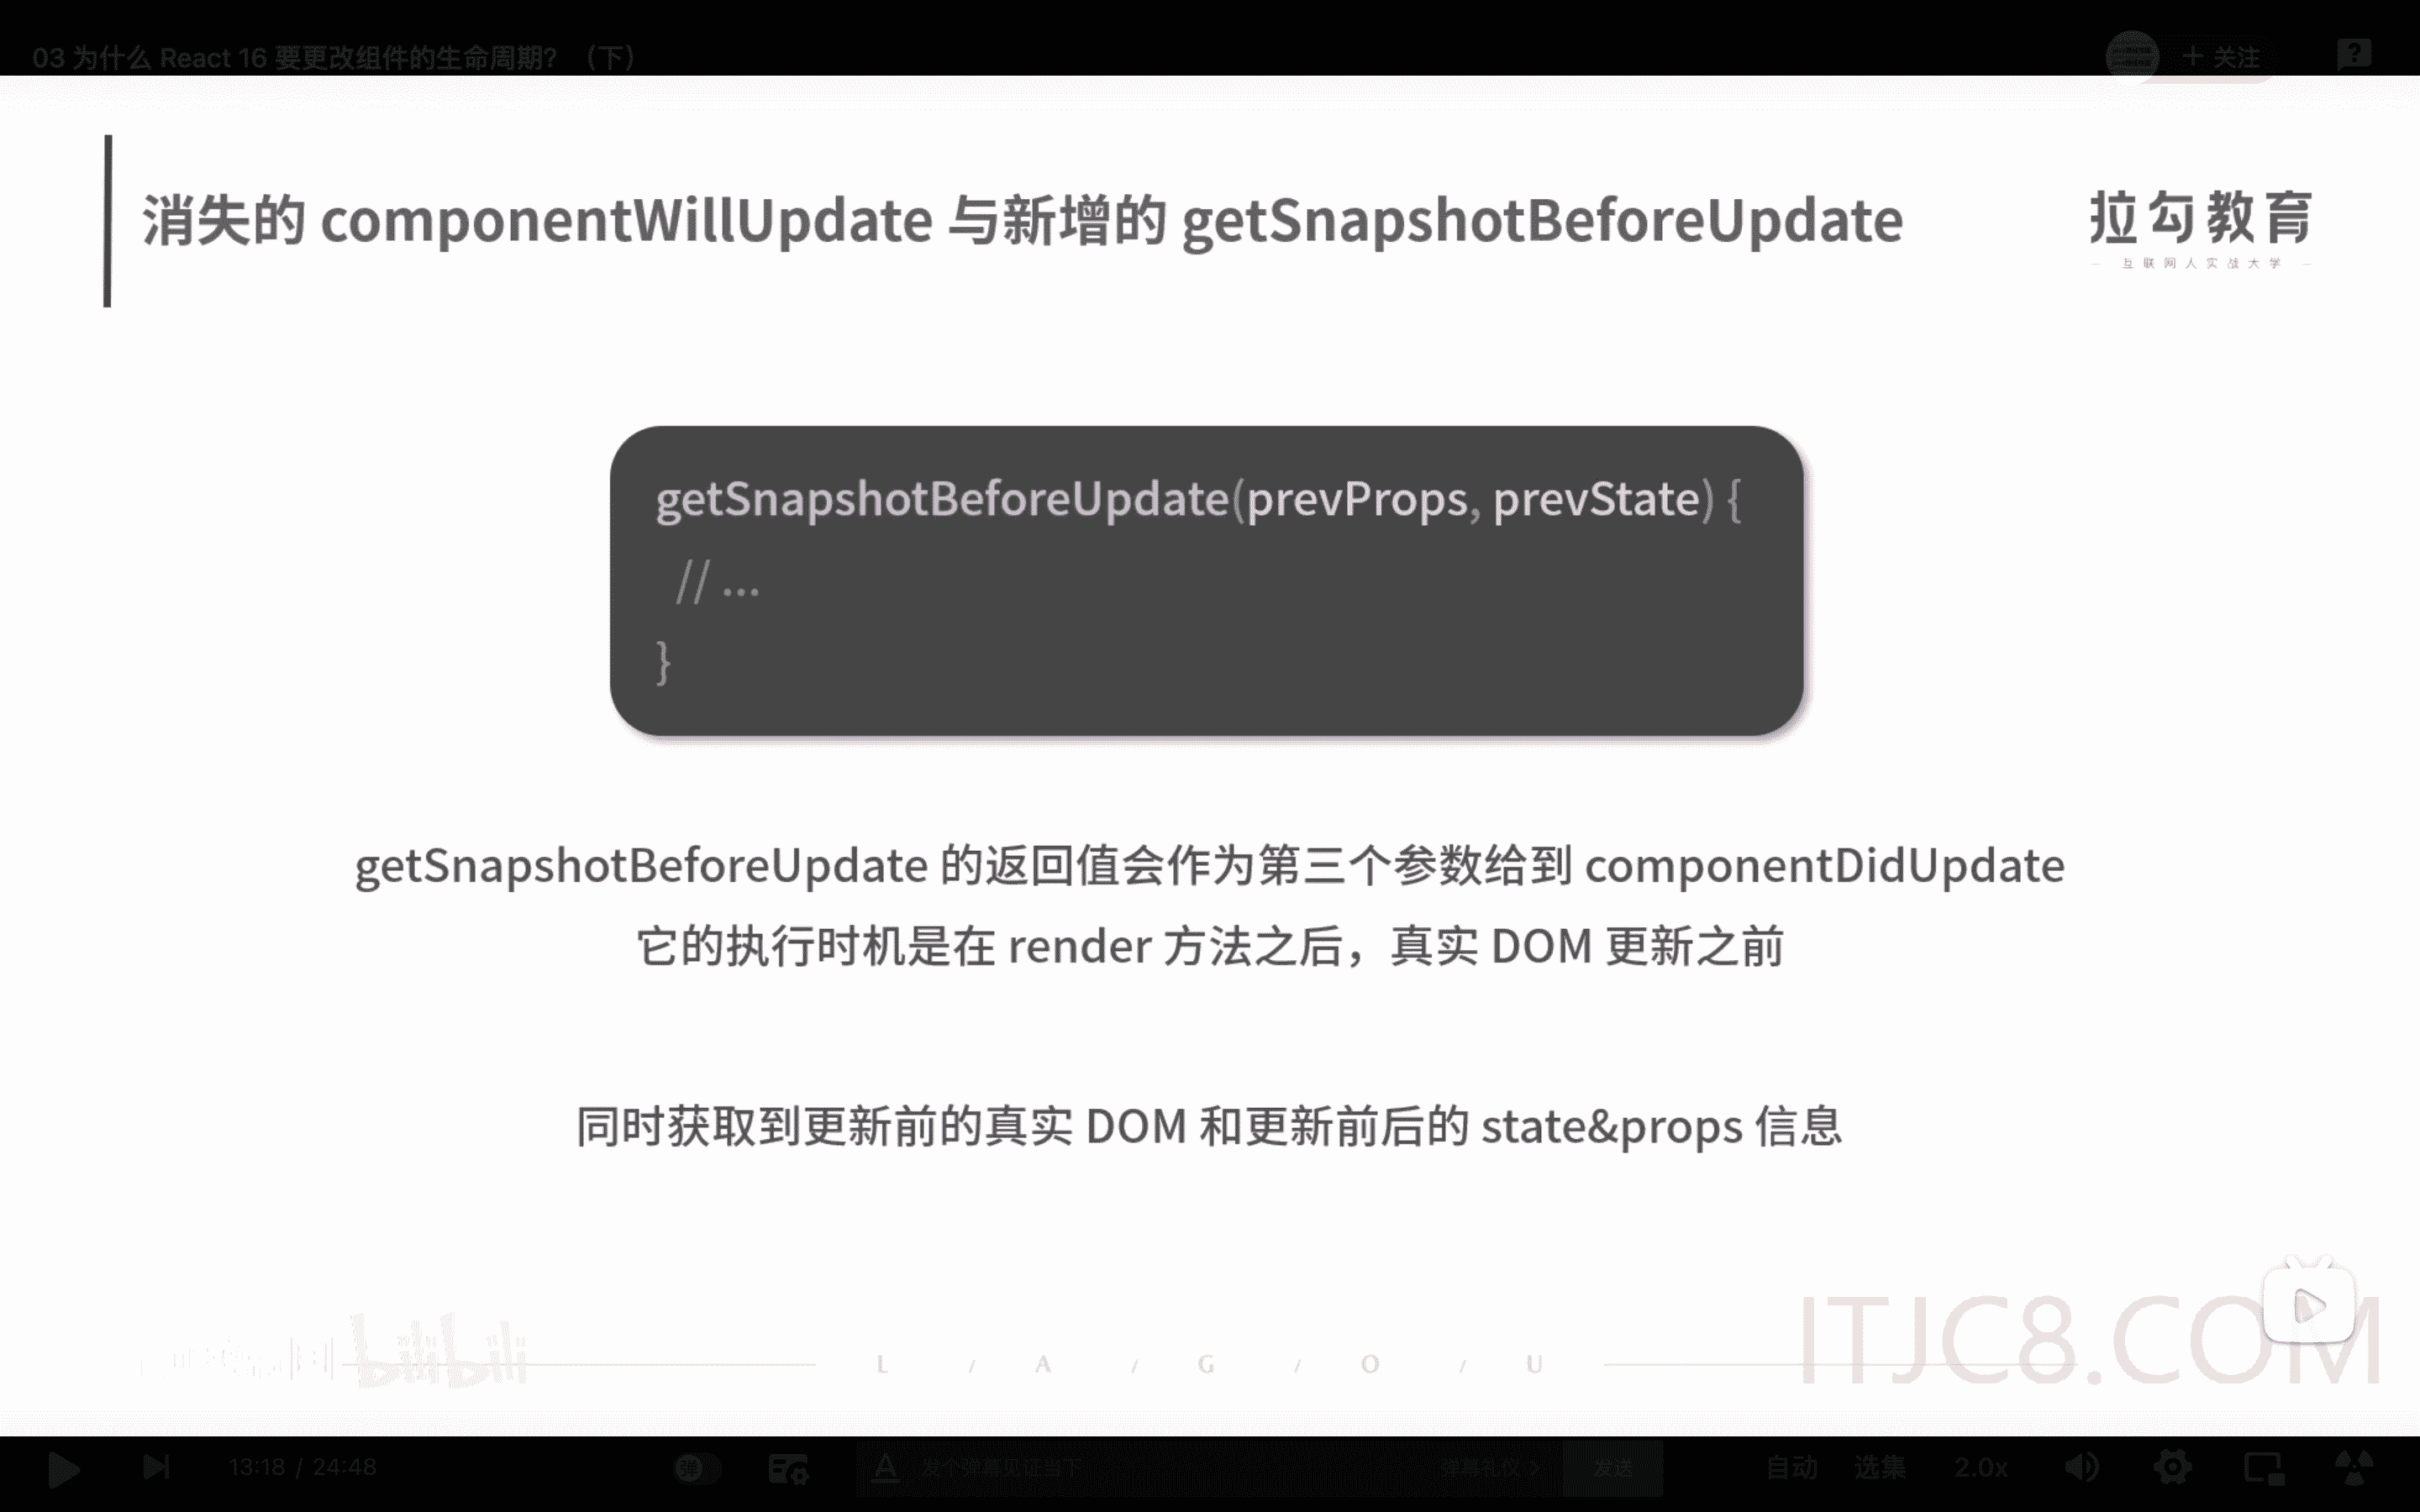 03 为什么 React 16 要更改组件的生命周期？（下）
+ 关注
消失的 componentWillUpdate 与新增的 getSnapshotBeforeUpdate
拉勾教育
— 互联网人实战大学 —
getSnapshotBeforeUpdate(prevProps, prevState) {
// ...
}
getSnapshotBeforeUpdate 的返回值会作为第三个参数给到 componentDidUpdate
它的执行时机是在 render 方法之后，真实 DOM 更新之前
同时获取到更新前的真实 DOM 和更新前后的 state&props 信息
bilibili
L / A / G / O / U
ITJC8.COM
13:18 / 24:48
弹
发个弹幕见证当下
弹幕礼仪 >
发送
自动
选集
2.0x